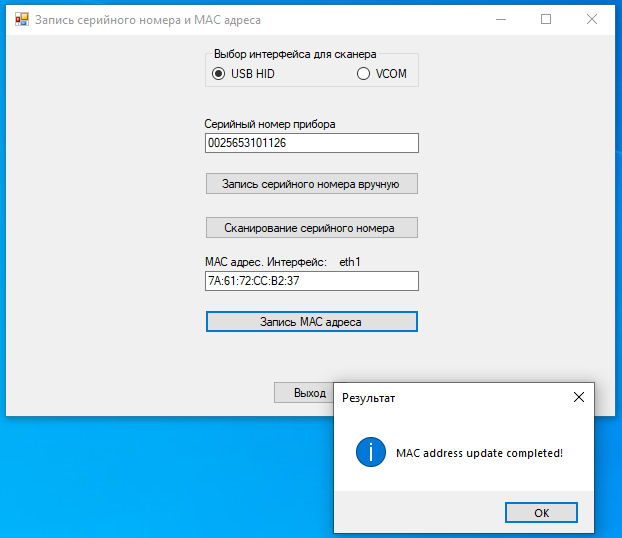 Запись серийного номера и MAC адреса
Выбор интерфейса для сканера
USB HID
VCOM
Серийный номер прибора
0025653101126
Запись серийного номера вручную
Сканирование серийного номера
MAC адрес. Интерфейс: eth1
7A:61:72:CC:B2:37
Запись MAC адреса
Выход
Результат
MAC address update completed!
OK